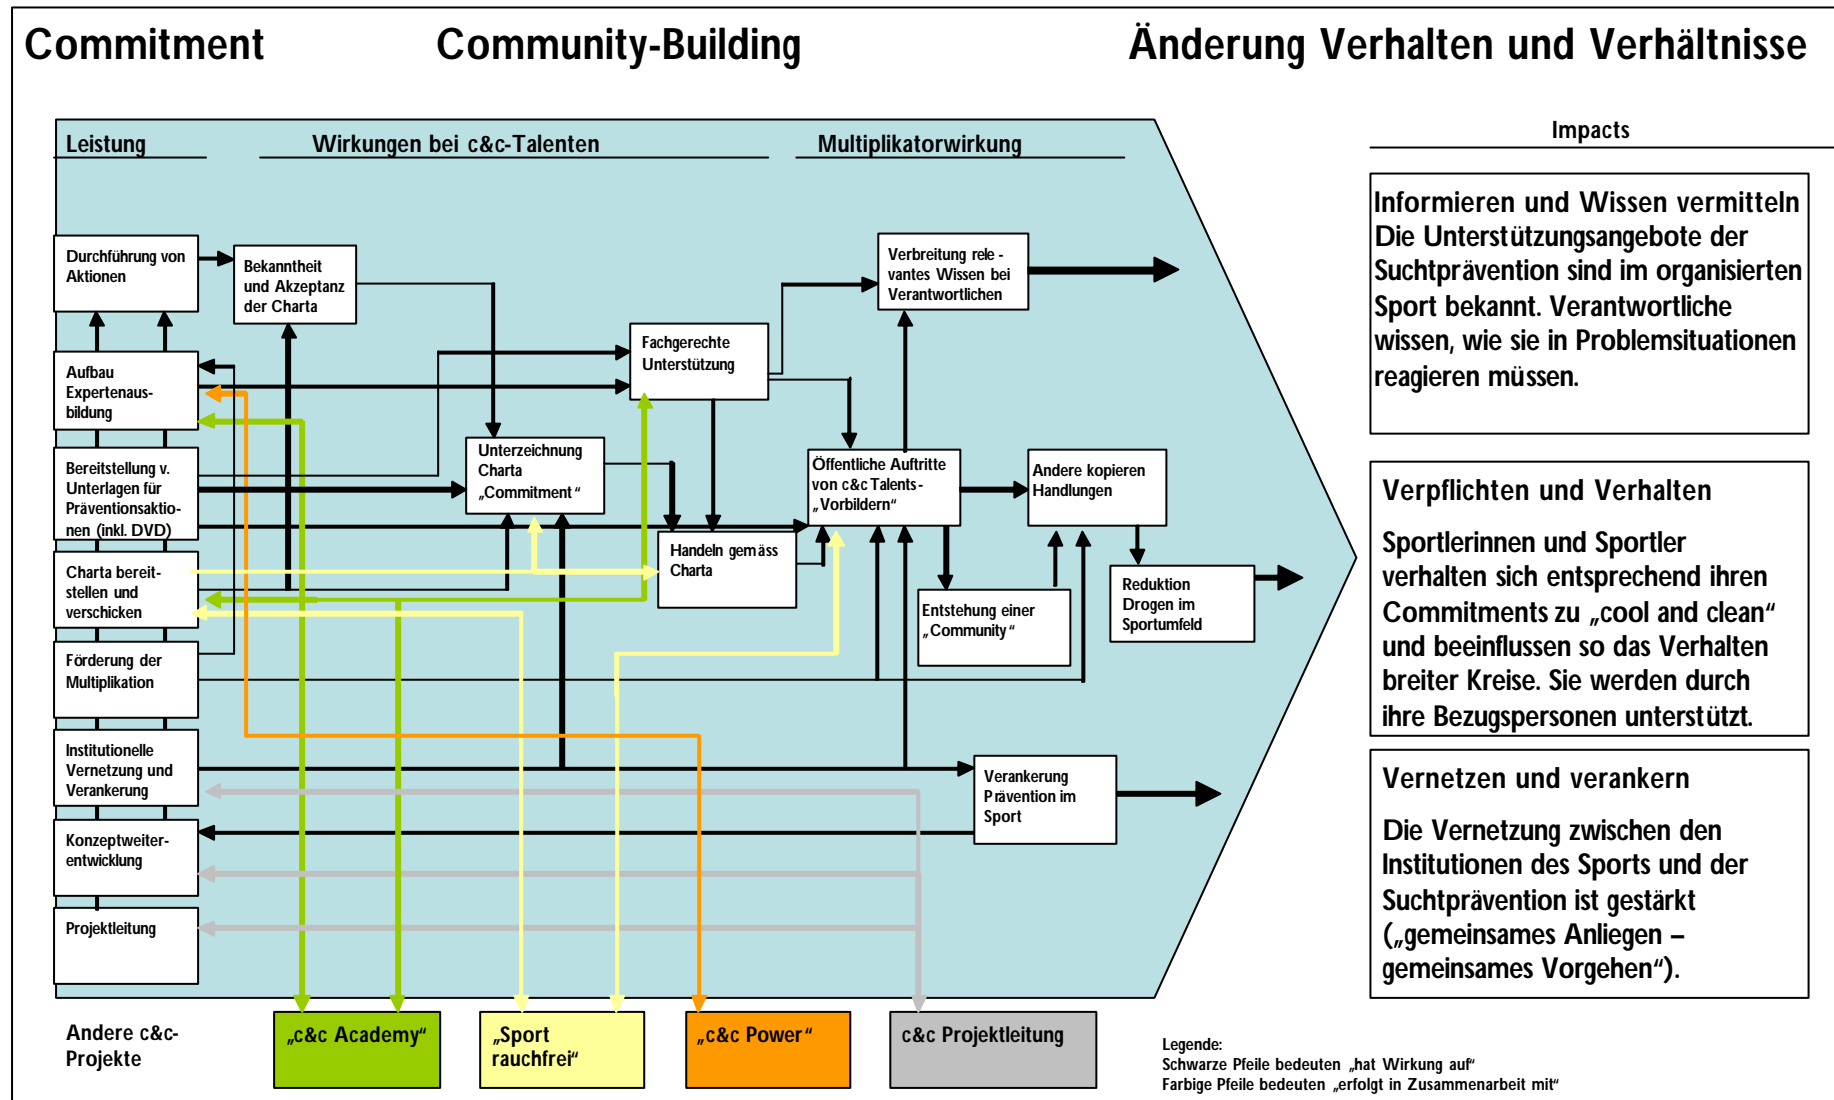 Commitment
Community-Building
Änderung Verhalten und Verhältnisse
Leistung
Wirkungen bei c&c-Talenten
Multiplikatorwirkung
Impacts
Durchführung von
Aktionen
Aufbau
Expertenaus-
bildung
Bereitstellung v.
Unterlagen für
Präventionsaktio-
nen (inkl. DVD)
Charta bereit-
stellen und
verschicken
Förderung der
Multiplikation
Institutionelle
Vernetzung und
Verankerung
Konzeptweiter-
entwicklung
Projektleitung
Bekanntheit
und Akzeptanz
der Charta
Unterzeichnung
Charta
„Commitment“
Fachgerechte
Unterstützung
Handeln gemäss
Charta
Verbreitung rele -
vantes Wissen bei
Verantwortlichen
Öffentliche Auftritte
von c&c Talents-
„Vorbildern“
Entstehung einer
„Community“
Andere kopieren
Handlungen
Reduktion
Drogen im
Sportumfeld
Verankerung
Prävention im
Sport
Informieren und Wissen vermitteln
Die Unterstützungsangebote der
Suchtprävention sind im organisierten
Sport bekannt. Verantwortliche
wissen, wie sie in Problemsituationen
reagieren müssen.
Verpflichten und Verhalten
Sportlerinnen und Sportler
verhalten sich entsprechend ihren
Commitments zu „cool and clean“
und beeinflussen so das Verhalten
breiter Kreise. Sie werden durch
ihre Bezugspersonen unterstützt.
Vernetzen und verankern
Die Vernetzung zwischen den
Institutionen des Sports und der
Suchtprävention ist gestärkt
(„gemeinsames Anliegen –
gemeinsames Vorgehen“).
Andere c&c-
Projekte
„c&c Academy“
„Sport
rauchfrei“
„c&c Power“
c&c Projektleitung
Legende:
Schwarze Pfeile bedeuten „hat Wirkung auf“
Farbige Pfeile bedeuten „erfolgt in Zusammenarbeit mit“